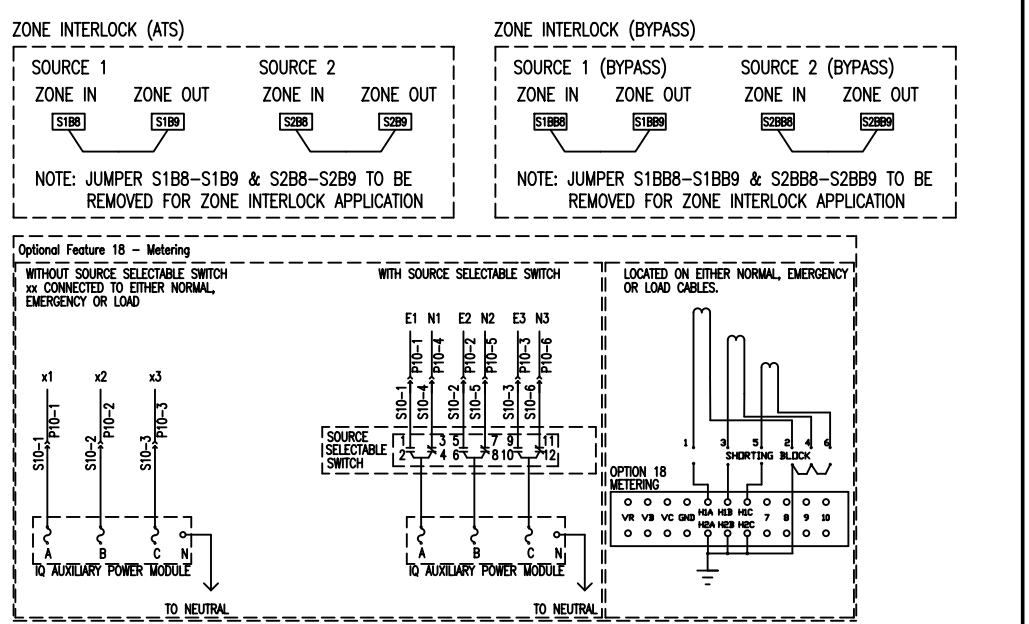 ZONE INTERLOCK (ATS)
SOURCE 1
SOURCE 2
ZONE IN
ZONE OUT
ZONE IN
ZONE OUT
S1B8
S1B9
S2B8
S2B9
NOTE: JUMPER S1B8-S1B9 & S2B8-S2B9 TO BE
REMOVED FOR ZONE INTERLOCK APPLICATION
ZONE INTERLOCK (BYPASS)
SOURCE 1 (BYPASS)
SOURCE 2 (BYPASS)
ZONE IN
ZONE OUT
ZONE IN
ZONE OUT
S1BB8
S1BB9
S2BB8
S2BB9
NOTE: JUMPER S1BB8-S1BB9 & S2BB8-S2BB9 TO BE
REMOVED FOR ZONE INTERLOCK APPLICATION
Optional Feature 18 - Metering
WITHOUT SOURCE SELECTABLE SWITCH
xx CONNECTED TO EITHER NORMAL,
EMERGENCY OR LOAD
x1
x2
x3
P10-1
P10-2
P10-3
S10-1
S10-2
S10-3
A
B
C
N
IQ AUXILIARY POWER MODULE
TO NEUTRAL
WITH SOURCE SELECTABLE SWITCH
E1 N1 E2 N2 E3 N3
P10-1
P10-4
P10-2
P10-5
P10-3
P10-6
S10-1
S10-4
S10-2
S10-5
S10-3
S10-6
SOURCE
SELECTABLE
SWITCH
1 3 5 7 9 11
2 4 6 8 10 12
A
B
C
N
IQ AUXILIARY POWER MODULE
TO NEUTRAL
LOCATED ON EITHER NORMAL, EMERGENCY
OR LOAD CABLES.
1 3 5 2 4 6
SHORTING BLOCK
OPTION 18
METERING
VR VB VC GND H1A H1B H1C 7 8 9 10
H2A H2B H2C